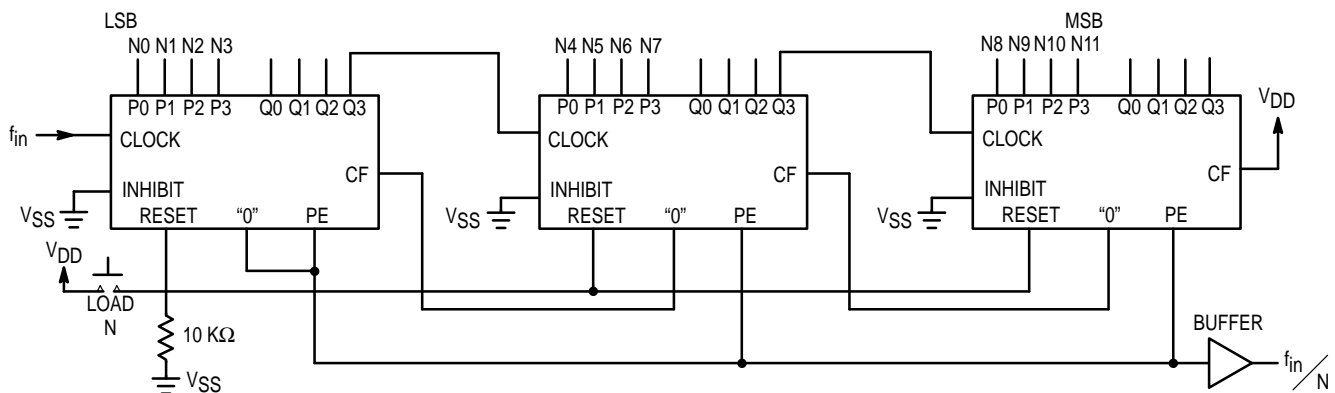 LSB
MSB
N0 N1 N2 N3
N4 N5 N6 N7
N8 N9 N10 N11
P0 P1 P2 P3 Q0 Q1 Q2 Q3
P0 P1 P2 P3 Q0 Q1 Q2 Q3
P0 P1 P2 P3 Q0 Q1 Q2 Q3
VDD
fin
CLOCK
CLOCK
CLOCK
CF
CF
CF
INHIBIT
INHIBIT
INHIBIT
VSS
VSS
VSS
RESET “0” PE
RESET “0” PE
RESET “0” PE
VDD
LOAD
N
10 KΩ
VSS
BUFFER
fin/N